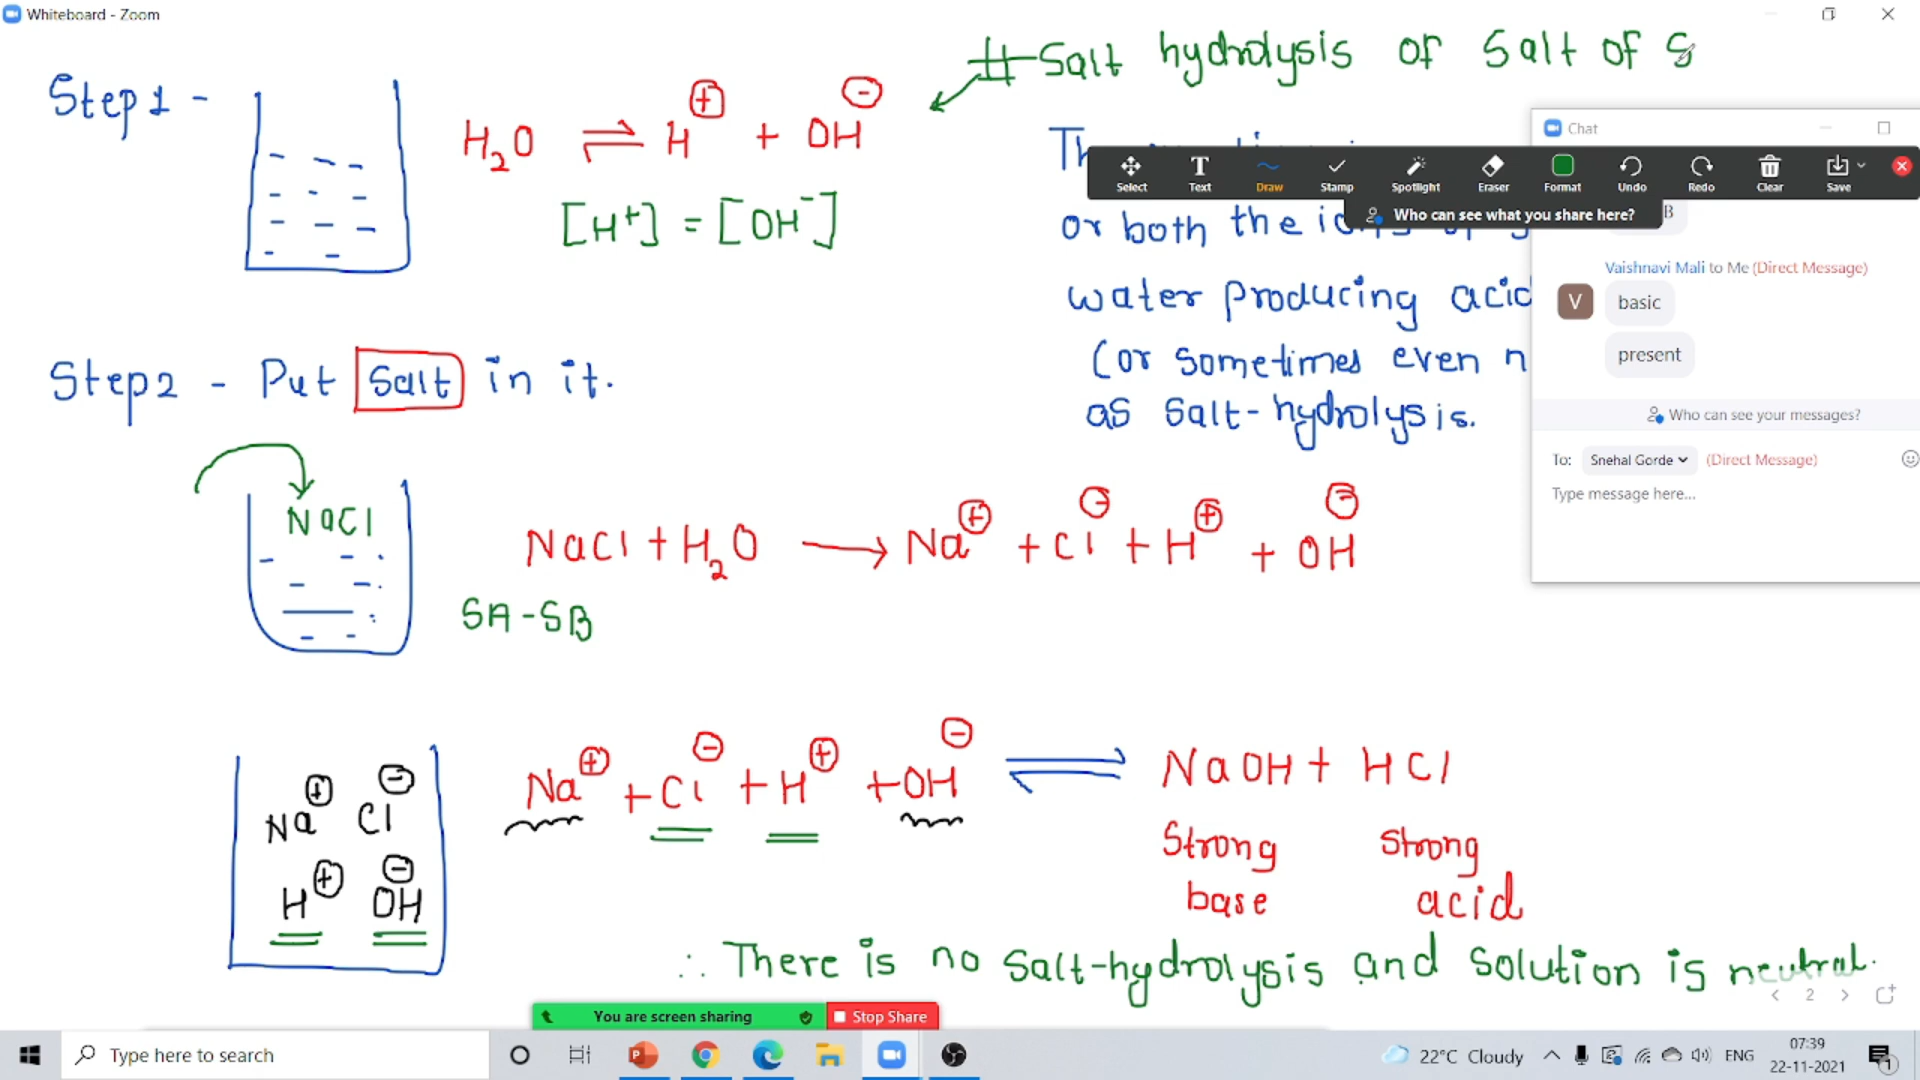 Whiteboard - Zoom
# Salt hydrolysis of Salt of S
Step 1 -
H2O ⇌ H⊕ + OH⊖
[H+] = [OH-]
Chat
Select Text Draw Stamp Spotlight Eraser Format Undo Redo Clear Save
Who can see what you share here?
B
or both the
Vaishnavi Mali to Me (Direct Message)
V
basic
present
water producing acid
(or sometimes even n
as salt-hydrolysis.
Who can see your messages?
To: Snehal Gorde (Direct Message)
Type message here...
Step 2 - Put Salt in it.
NaCl
NaCl + H2O → Na⊕ + Cl⊖ + H⊕ + OH⊖
SA-SB
Na⊕ Cl⊖
H⊕ OH⊖
Na⊕ + Cl⊖ + H⊕ + OH⊖ ⇌ NaOH + HCl
Strong strong
base acid
∴ There is no Salt-hydrolysis and solution is neutral.
2
You are screen sharing Stop Share
Type here to search
22°C Cloudy
ENG
07:39
22-11-2021
1